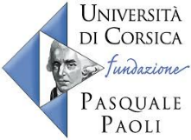 UNIVERSITÀ
DI CORSICA
fundazione
PASQUALE
PAOLI